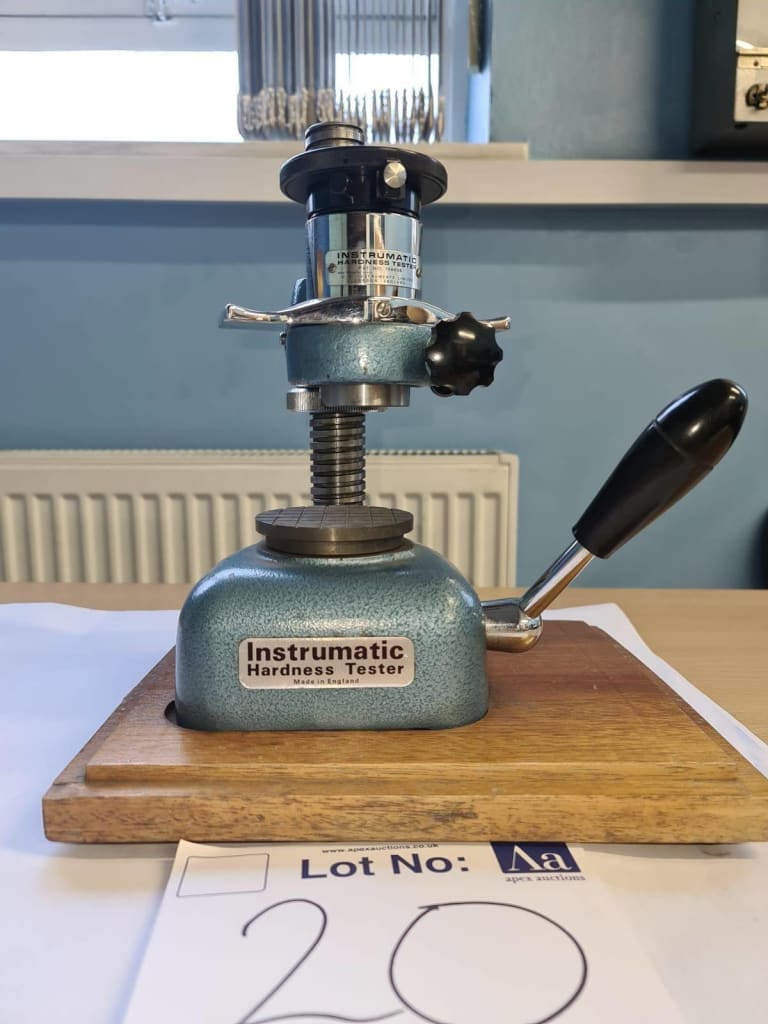 INSTRUMATIC
HARDNESS TESTER
Instrumatic
Hardness Tester
Made in England
www.apexauctions.co.uk
Lot No:
Aa
apex auctions
20